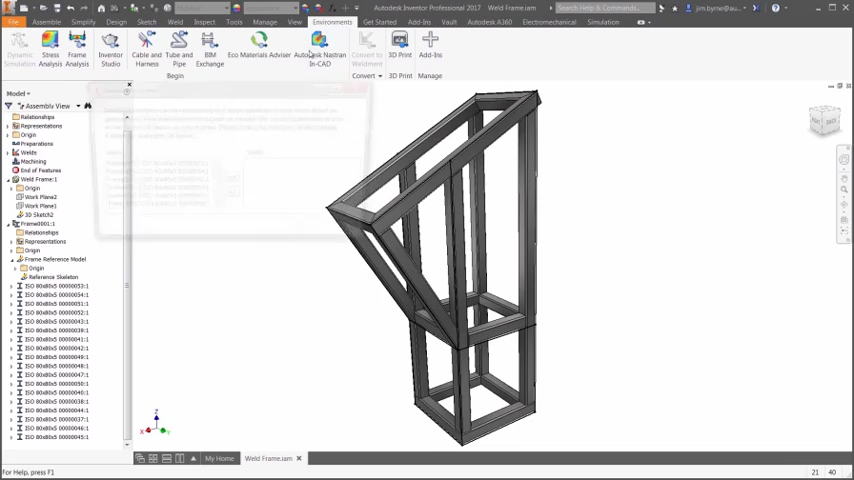 Autodesk Inventor Professional 2017   Weld Frame.iam
Search Help & Commands...
jim.byrne@au...
File Assemble Simplify Design Sketch Weld Inspect Tools Manage View Environments Get Started Add-Ins Vault Autodesk A360 Electromechanical Simulation
Dynamic Simulation
Stress Analysis
Frame Analysis
Inventor Studio
Cable and Harness
Tube and Pipe
BIM Exchange
Eco Materials Adviser
Autodesk Nastran In-CAD
Convert to Weldment
3D Print
Add-Ins
Begin
Convert
3D Print
Manage
Model
Assembly View
Relationships
Representations
Origin
Preparations
Welds
Machining
End of Features
Weld Frame:1
Origin
Work Plane2
Work Plane1
3D Sketch2
Frame0001:1
Relationships
Representations
Origin
Frame Reference Model
Origin
Reference Skeleton
ISO 80x80x5 00000053:1
ISO 80x80x5 00000054:1
ISO 80x80x5 00000051:1
ISO 80x80x5 00000052:1
ISO 80x80x5 00000043:1
ISO 80x80x5 00000039:1
ISO 80x80x5 00000041:1
ISO 80x80x5 00000042:1
ISO 80x80x5 00000049:1
ISO 80x80x5 00000048:1
ISO 80x80x5 00000047:1
ISO 80x80x5 00000050:1
ISO 80x80x5 00000040:1
ISO 80x80x5 00000038:1
ISO 80x80x5 00000044:1
ISO 80x80x5 00000037:1
ISO 80x80x5 00000046:1
ISO 80x80x5 00000045:1
Z
X
Y
My Home
Weld Frame.iam
For Help, press F1
21
40